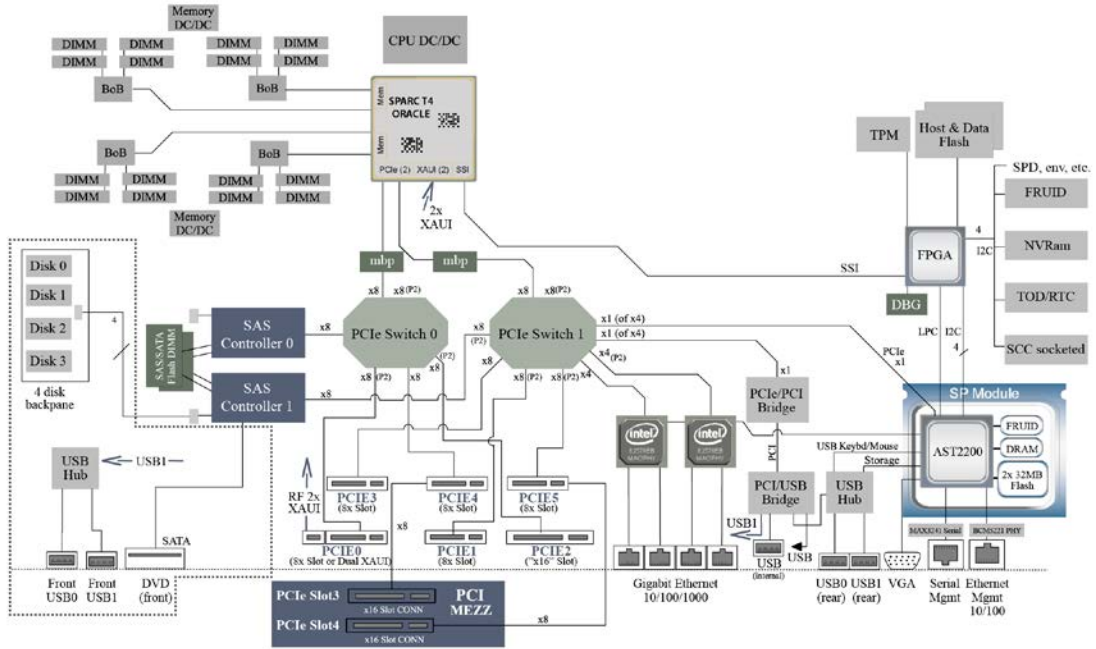 Memory
DC/DC
CPU DC/DC
DIMM
DIMM
DIMM
DIMM
DIMM
DIMM
DIMM
DIMM
BoB
BoB
Mem
SPARC T4
ORACLE
Mem
PCIe (2) XAUI (2) SSI
BoB
BoB
DIMM
DIMM
DIMM
DIMM
DIMM
DIMM
DIMM
DIMM
Memory
DC/DC
2x
XAUI
TPM
Host & Data
Flash
SPD, env, etc.
FRUID
4
I2C
NVRam
FPGA
SSI
TOD/RTC
DBG
LPC
I2C
4
SCC socketed
mbp
mbp
x8
x8 (P2)
x8
x8(P2)
Disk 0
Disk 1
Disk 2
Disk 3
4
4 disk
backpane
SAS/SATA
Flash DIMM
SAS
Controller 0
SAS
Controller 1
x8
x8
PCIe Switch 0
PCIe Switch 1
x8
(P2)
x8
(P2)
x8
x8 (P2)
x8
x8
x8
x8 (P2)
x4
x4(P2)
x1 (of x4)
x1 (of x4)
PCIe
x1
x1
PCIe/PCI
Bridge
PCI
PCI/USB
Bridge
intel
intel
SP Module
AST2200
FRUID
DRAM
2x 32MB
Flash
USB Keybd/Mouse
Storage
USB
Hub
MAX3241 Serial
BCM5221 PHY
USB
Hub
USB1
SATA
RF 2x
XAUI
PCIE3
(8x Slot)
PCIE4
(8x Slot)
PCIE5
(8x Slot)
x8
PCIE0
(8x Slot or Dual XAUI)
PCIE1
(8x Slot)
PCIE2
("x16" Slot)
USB1
USB
USB
(internal)
Front
USB0
Front
USB1
DVD
(front)
Gigabit Ethernet
10/100/1000
USB0
(rear)
USB1
(rear)
VGA
Serial
Mgmt
Ethernet
Mgmt
10/100
PCIe Slot3
x16 Slot CONN
PCI
MEZZ
PCIe Slot4
x16 Slot CONN
x8